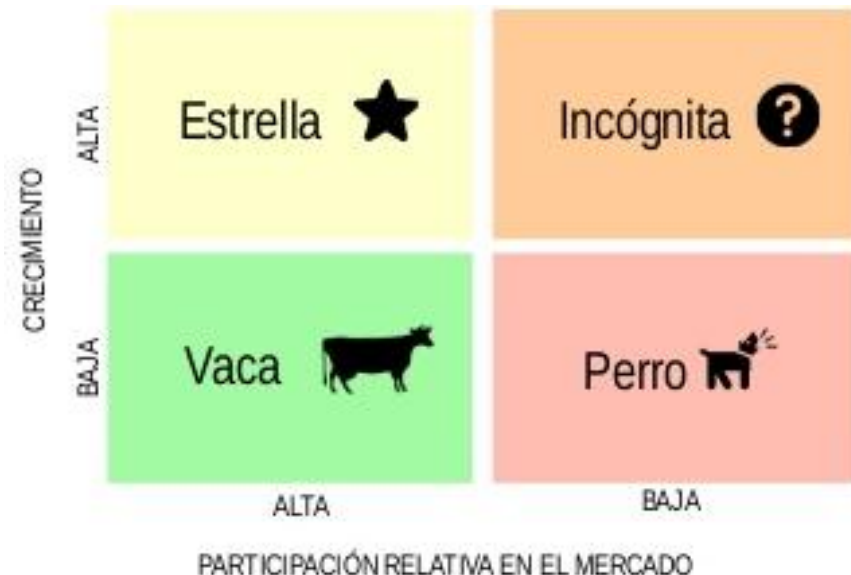 CRECIMIENTO
ALTA
Estrella
Incógnita ?
BAJA
Vaca
Perro
ALTA
BAJA
PARTICIPACIÓN RELATIVA EN EL MERCADO